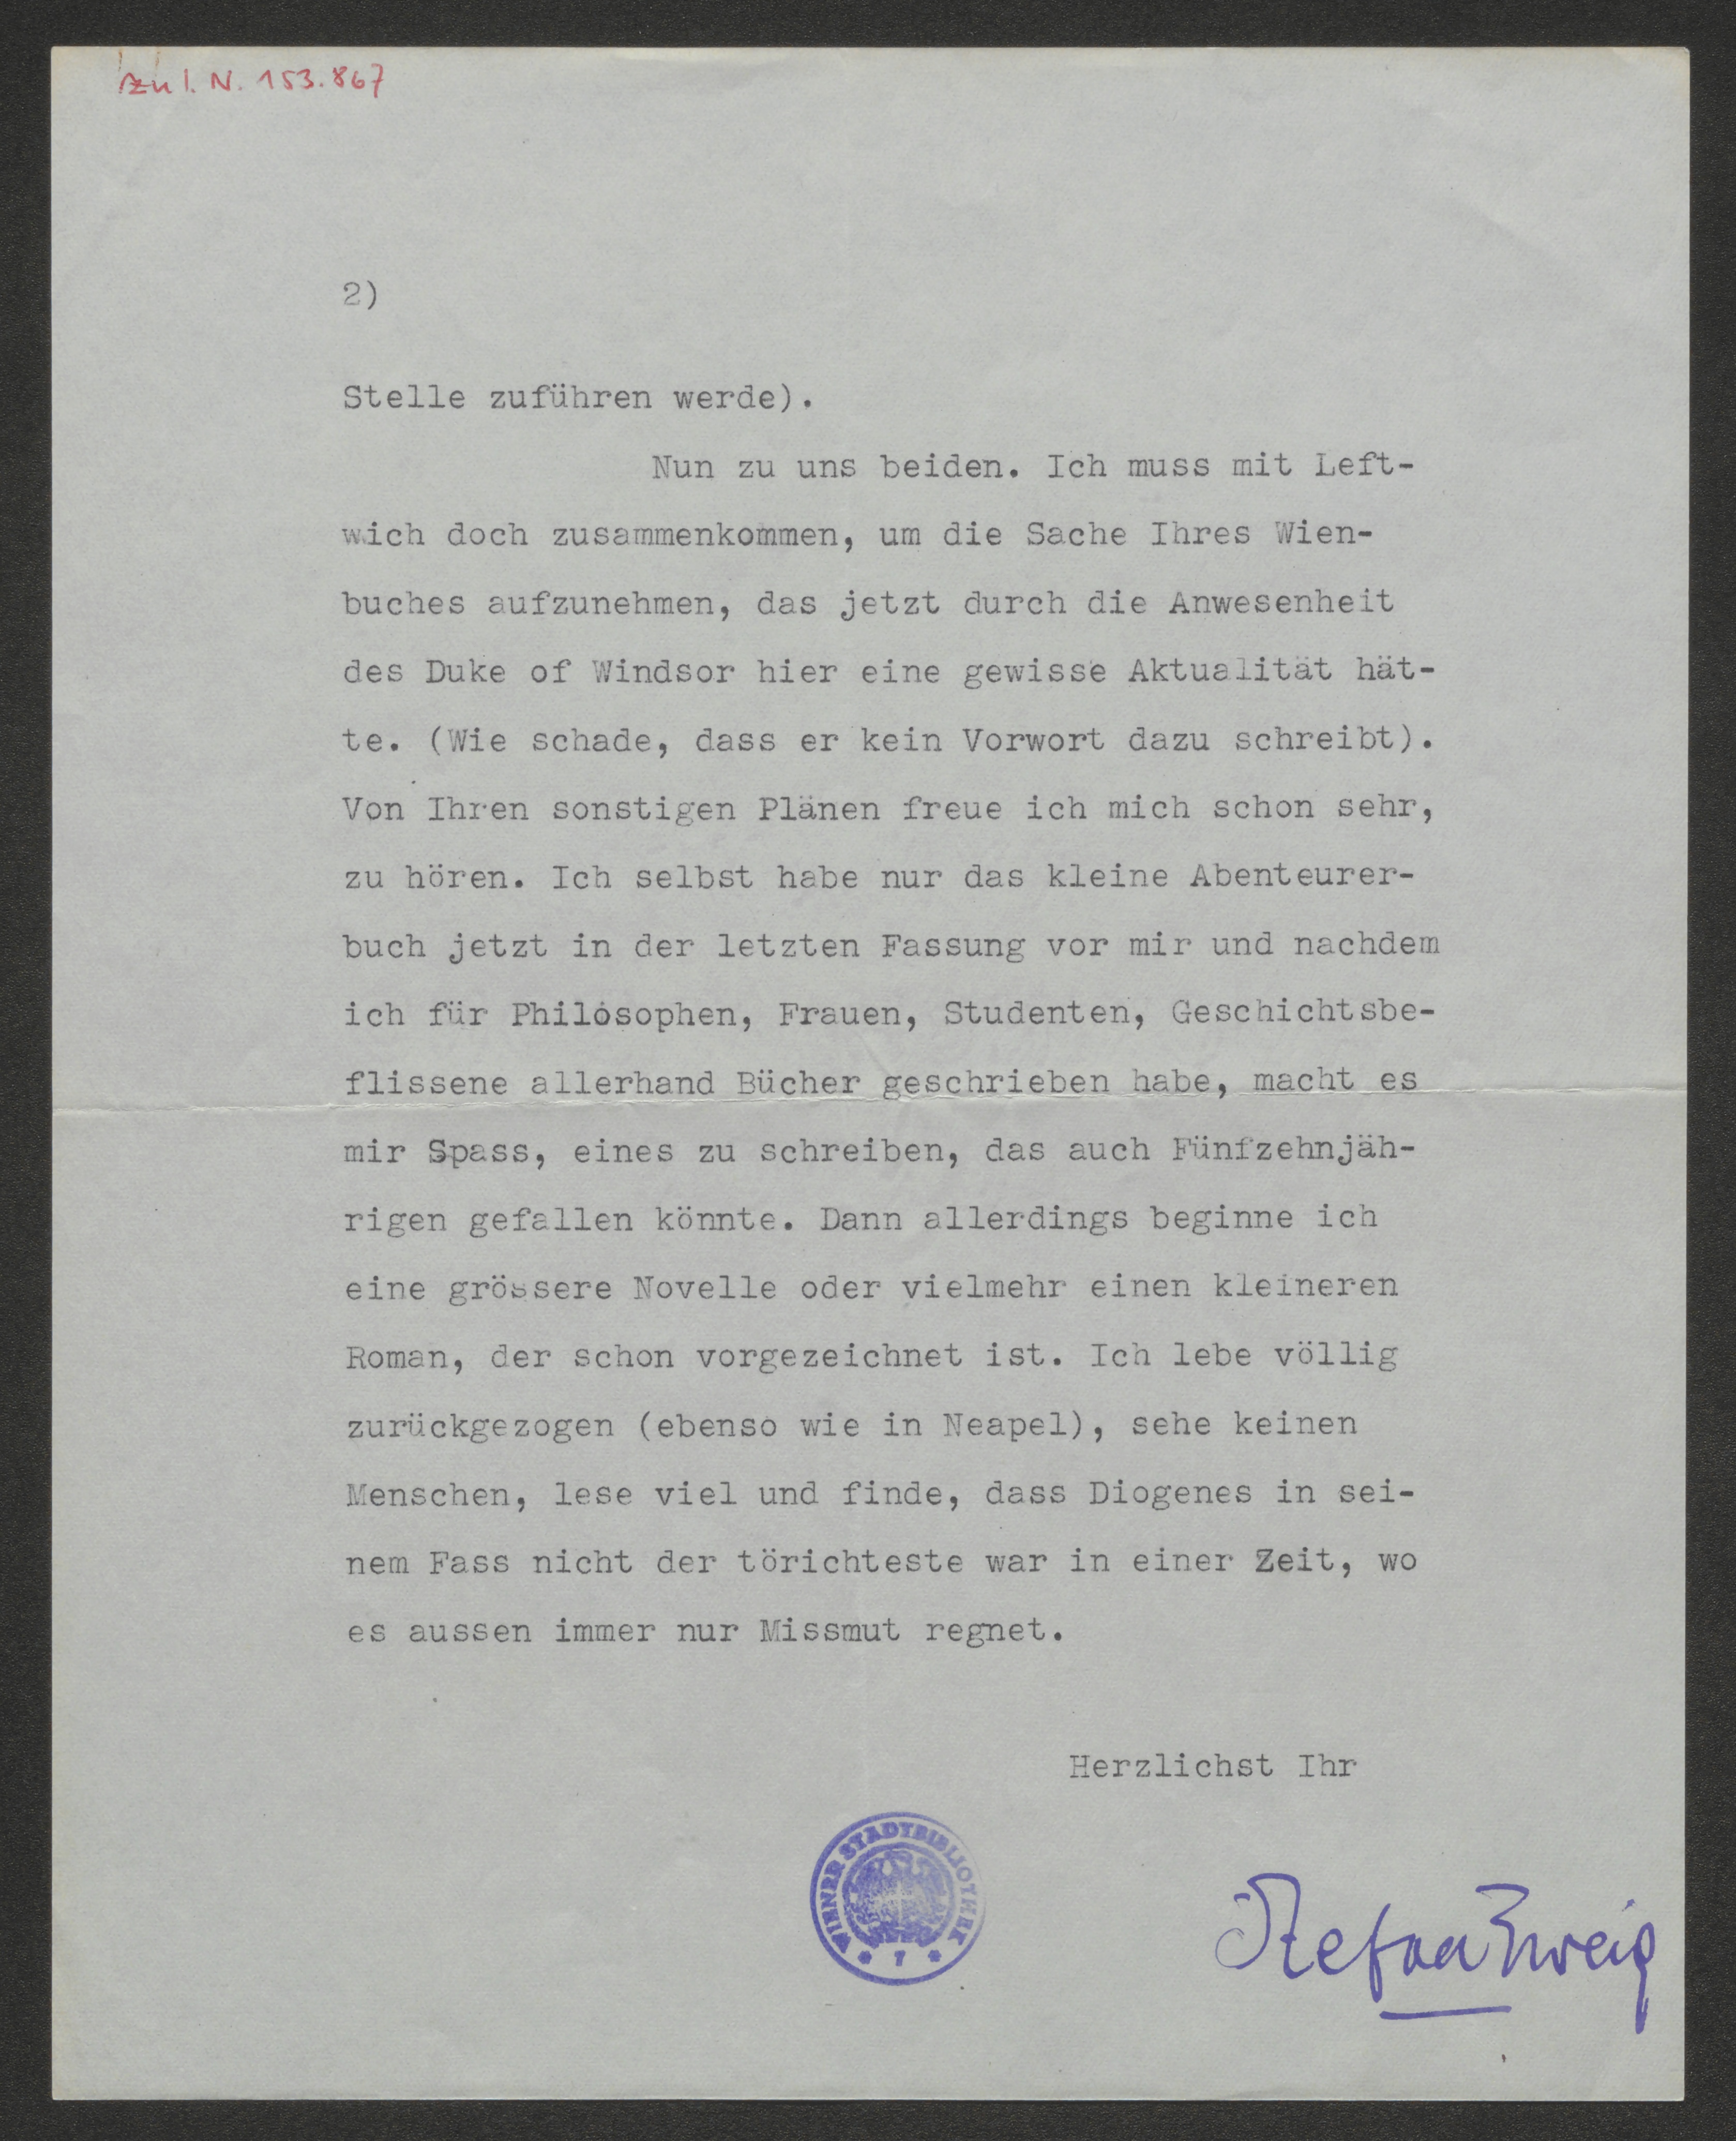 zu I. N. 153.867
2)
Stelle zuführen werde).
Nun zu uns beiden. Ich muss mit Left-
wich doch zusammenkommen, um die Sache Ihres Wien-
buches aufzunehmen, das jetzt durch die Anwesenheit
des Duke of Windsor hier eine gewisse Aktualität hät-
te. (Wie schade, dass er kein Vorwort dazu schreibt).
Von Ihren sonstigen Plänen freue ich mich schon sehr,
zu hören. Ich selbst habe nur das kleine Abenteurer-
buch jetzt in der letzten Fassung vor mir und nachdem
ich für Philosophen, Frauen, Studenten, Geschichtsbe-
flissene allerhand Bücher geschrieben habe, macht es
mir Spass, eines zu schreiben, das auch Fünfzehnjäh-
rigen gefallen könnte. Dann allerdings beginne ich
eine grössere Novelle oder vielmehr einen kleineren
Roman, der schon vorgezeichnet ist. Ich lebe völlig
zurückgezogen (ebenso wie in Neapel), sehe keinen
Menschen, lese viel und finde, dass Diogenes in sei-
nem Fass nicht der törichteste war in einer Zeit, wo
es aussen immer nur Missmut regnet.
Herzlichst Ihr
WIENER STADTBIBLIOTHEK
* 7 *
Stefan Zweig